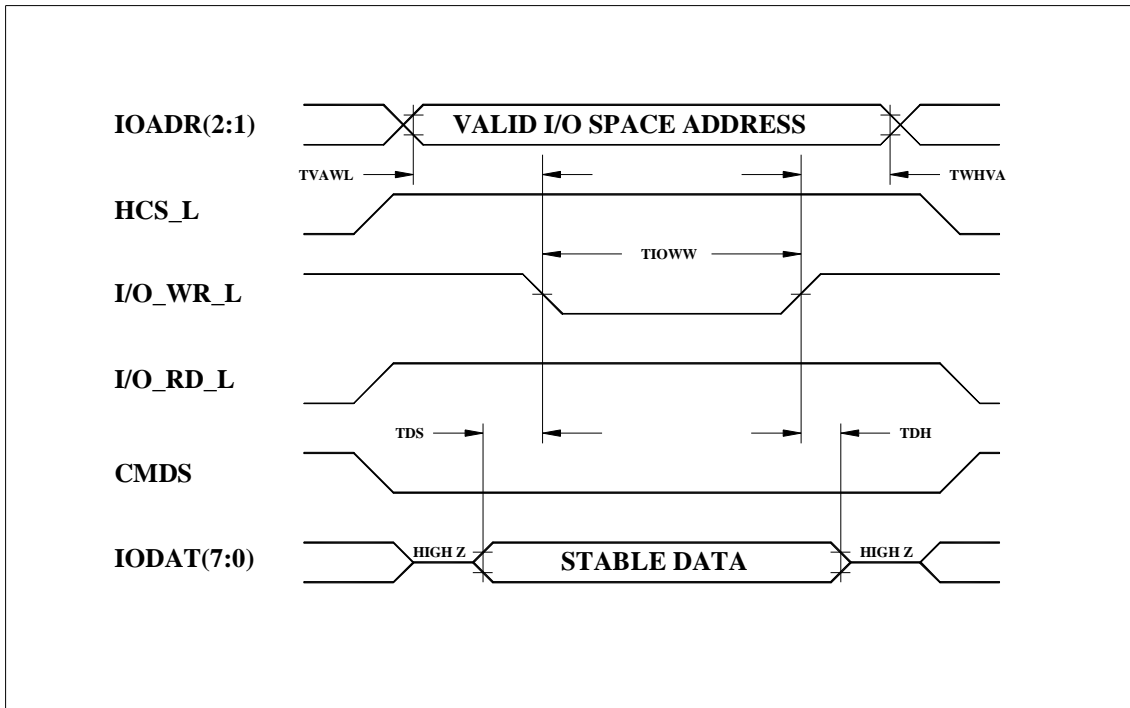 IOADR(2:1)
VALID I/O SPACE ADDRESS
TVAWL
TWHVA
HCS_L
TIOWW
I/O_WR_L
I/O_RD_L
TDS
TDH
CMDS
IODAT(7:0)
HIGH Z
STABLE DATA
HIGH Z